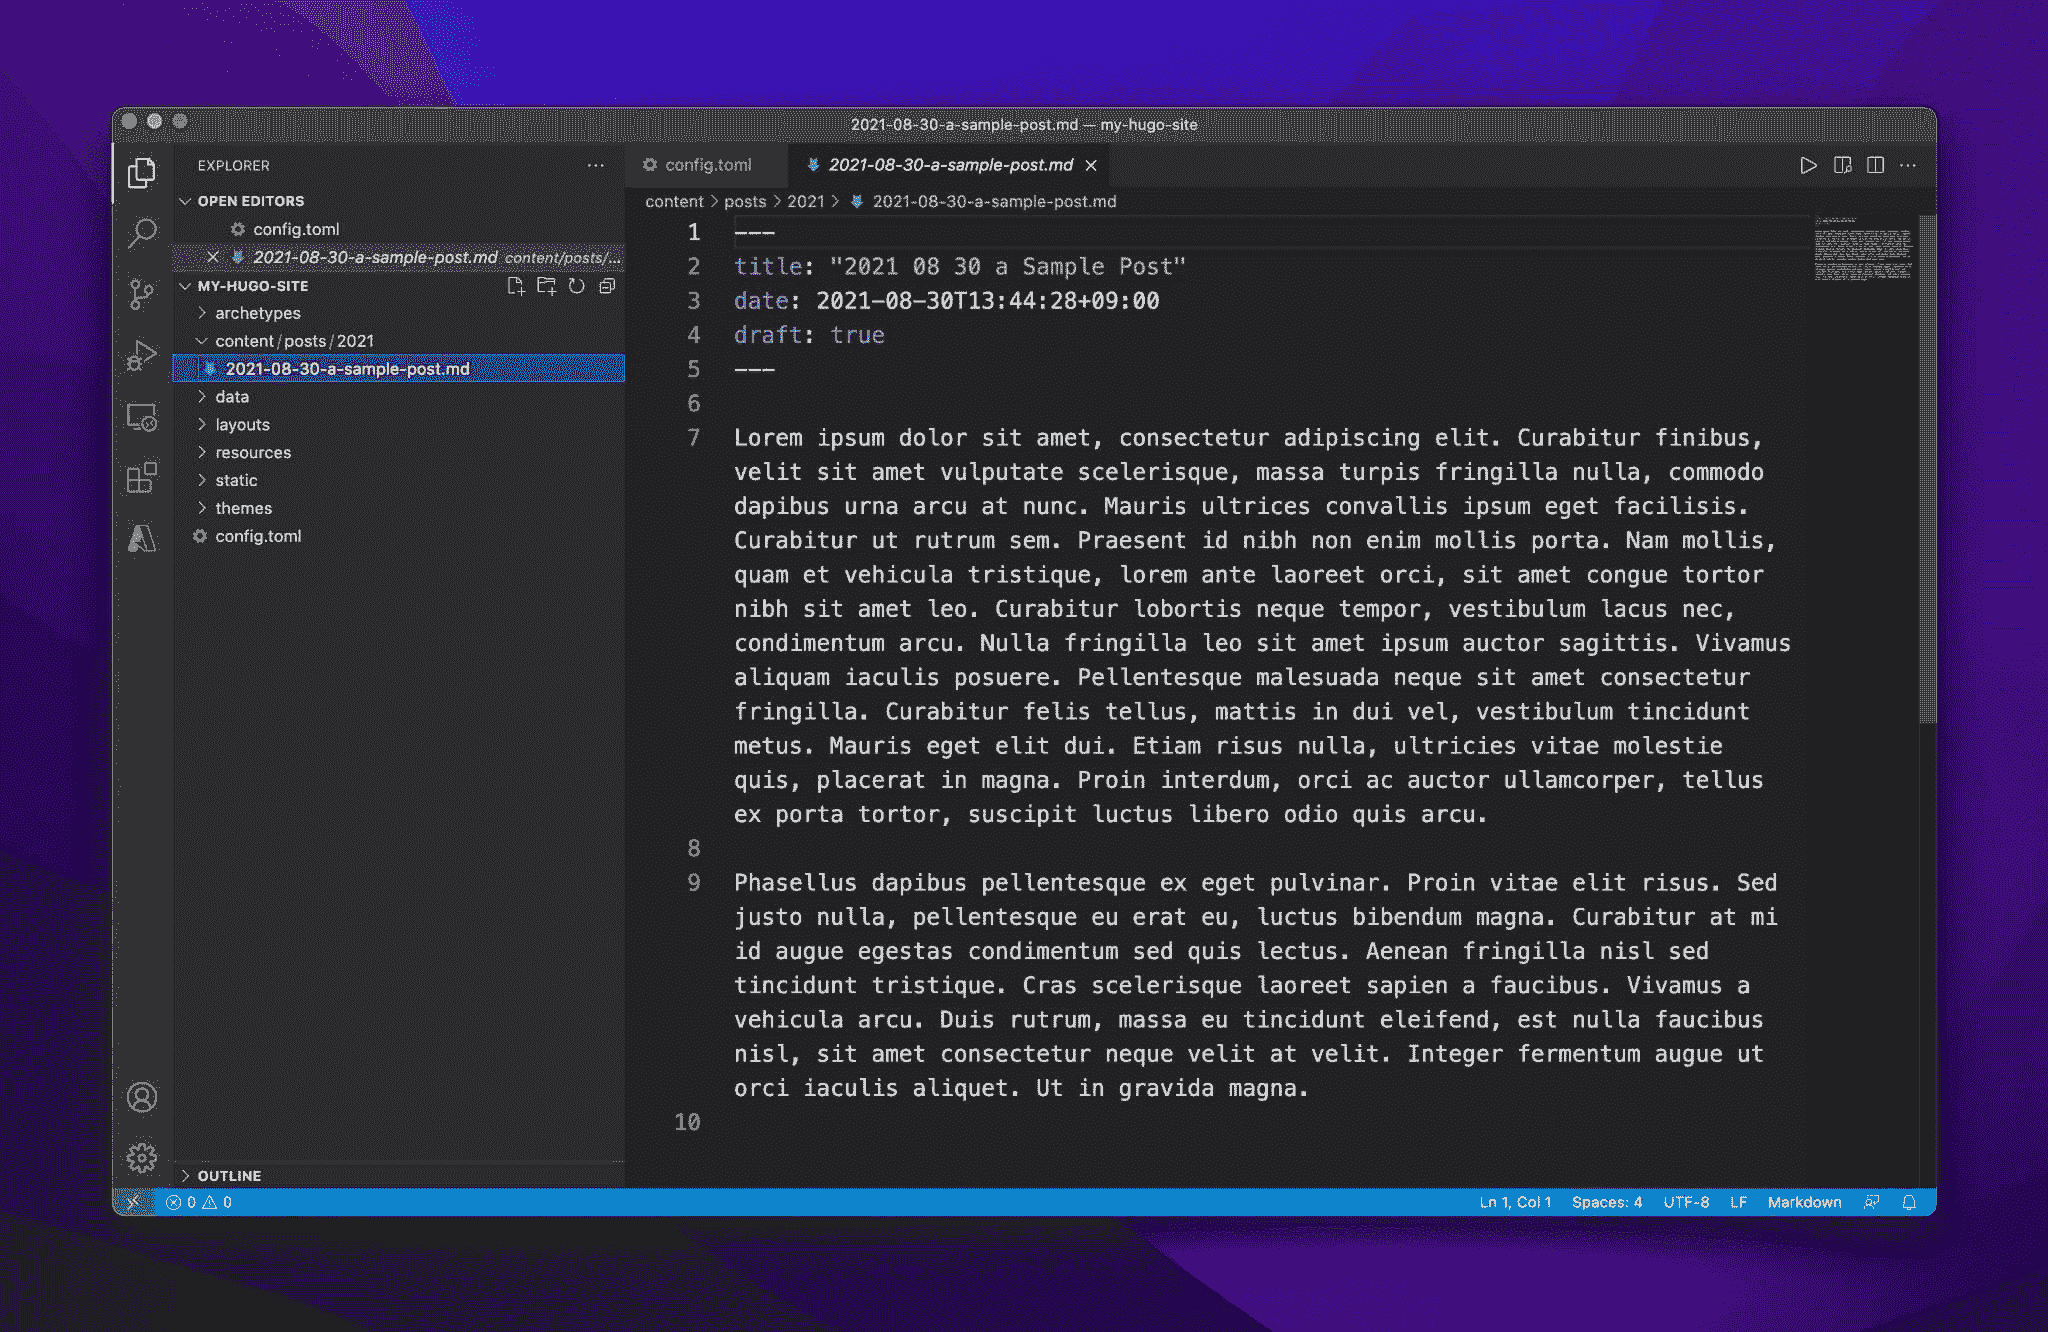 2021-08-30-a-sample-post.md — my-hugo-site
EXPLORER
OPEN EDITORS
config.toml
2021-08-30-a-sample-post.md content/posts/...
MY-HUGO-SITE
archetypes
content/posts/2021
2021-08-30-a-sample-post.md
data
layouts
resources
static
themes
config.toml
OUTLINE
config.toml
2021-08-30-a-sample-post.md
content > posts > 2021 > 2021-08-30-a-sample-post.md
1 ---
2 title: "2021 08 30 a Sample Post"
3 date: 2021-08-30T13:44:28+09:00
4 draft: true
5 ---
6
7 Lorem ipsum dolor sit amet, consectetur adipiscing elit. Curabitur finibus,
velit sit amet vulputate scelerisque, massa turpis fringilla nulla, commodo
dapibus urna arcu at nunc. Mauris ultrices convallis ipsum eget facilisis.
Curabitur ut rutrum sem. Praesent id nibh non enim mollis porta. Nam mollis,
quam et vehicula tristique, lorem ante laoreet orci, sit amet congue tortor
nibh sit amet leo. Curabitur lobortis neque tempor, vestibulum lacus nec,
condimentum arcu. Nulla fringilla leo sit amet ipsum auctor sagittis. Vivamus
aliquam iaculis posuere. Pellentesque malesuada neque sit amet consectetur
fringilla. Curabitur felis tellus, mattis in dui vel, vestibulum tincidunt
metus. Mauris eget elit dui. Etiam risus nulla, ultricies vitae molestie
quis, placerat in magna. Proin interdum, orci ac auctor ullamcorper, tellus
ex porta tortor, suscipit luctus libero odio quis arcu.
8
9 Phasellus dapibus pellentesque ex eget pulvinar. Proin vitae elit risus. Sed
justo nulla, pellentesque eu erat eu, luctus bibendum magna. Curabitur at mi
id augue egestas condimentum sed quis lectus. Aenean fringilla nisl sed
tincidunt tristique. Cras scelerisque laoreet sapien a faucibus. Vivamus a
vehicula arcu. Duis rutrum, massa eu tincidunt eleifend, est nulla faucibus
nisl, sit amet consectetur neque velit at velit. Integer fermentum augue ut
orci iaculis aliquet. Ut in gravida magna.
10
0 0
Ln 1, Col 1 Spaces: 4 UTF-8 LF Markdown